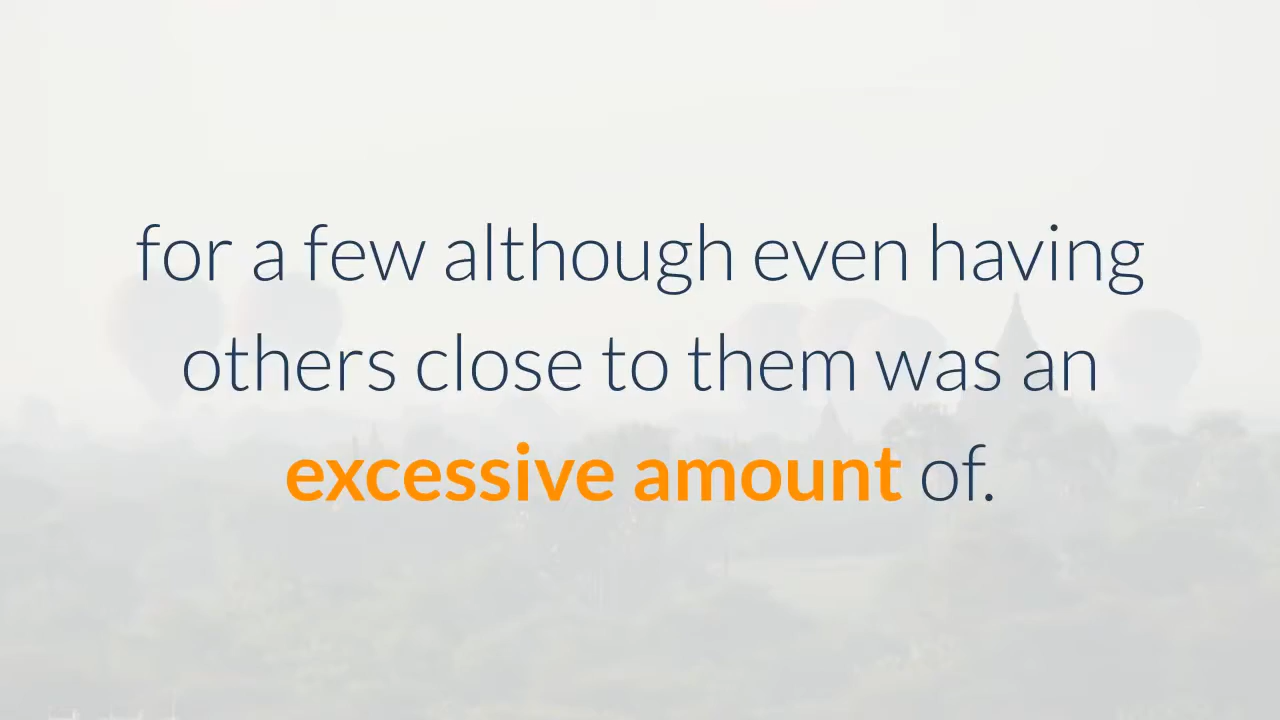 for a few although even having
others close to them was an
excessive amount of.